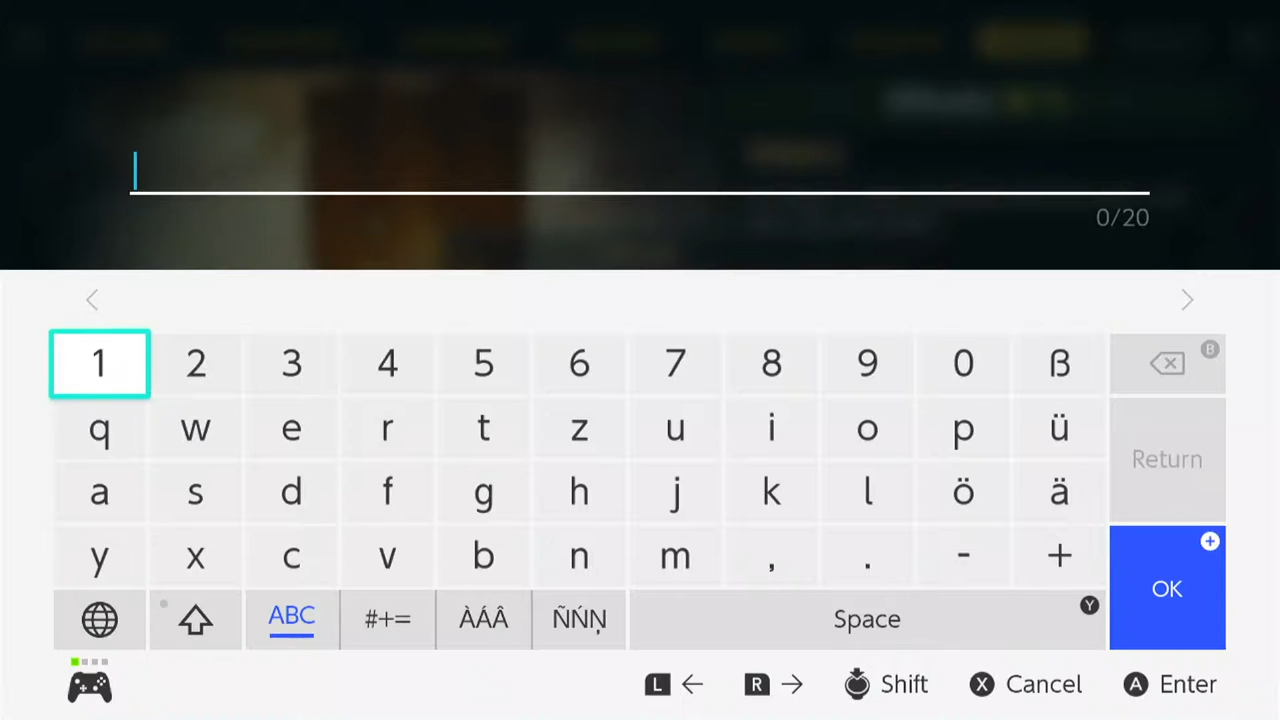 0/20
1 2 3 4 5 6 7 8 9 0 ß B
q w e r t z u i o p ü
Return
a s d f g h j k l ö ä
y x c v b n m , . - +
OK
ABC #+= ÀÁÂ ÑŃŅ Space Y
L ← R → Shift X Cancel A Enter